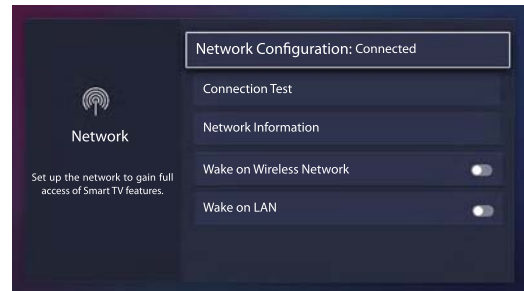 Network Configuration: Connected
Connection Test
Network
Network Information
Set up the network to gain full
access of Smart TV features.
Wake on Wireless Network
Wake on LAN